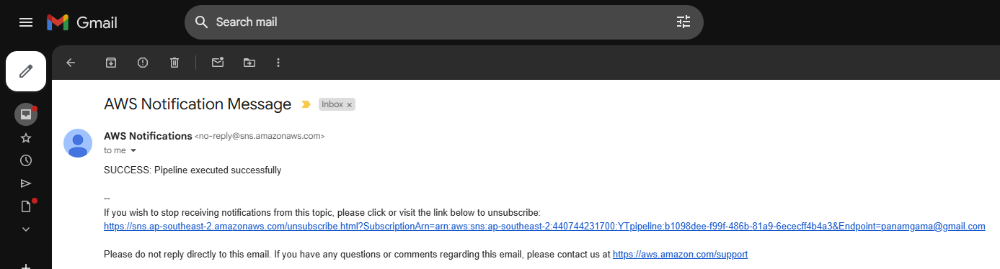 Gmail
Search mail
AWS Notification Message
Inbox ×
AWS Notifications <no-reply@sns.amazonaws.com>
to me
SUCCESS: Pipeline executed successfully
--
If you wish to stop receiving notifications from this topic, please click or visit the link below to unsubscribe:
https://sns.ap-southeast-2.amazonaws.com/unsubscribe.html?SubscriptionArn=arn:aws:sns:ap-southeast-2:440744231700:YTpipeline:b1098dee-f99f-486b-81a9-6ececff4b4a3&Endpoint=panamgama@gmail.com
Please do not reply directly to this email. If you have any questions or comments regarding this email, please contact us at https://aws.amazon.com/support